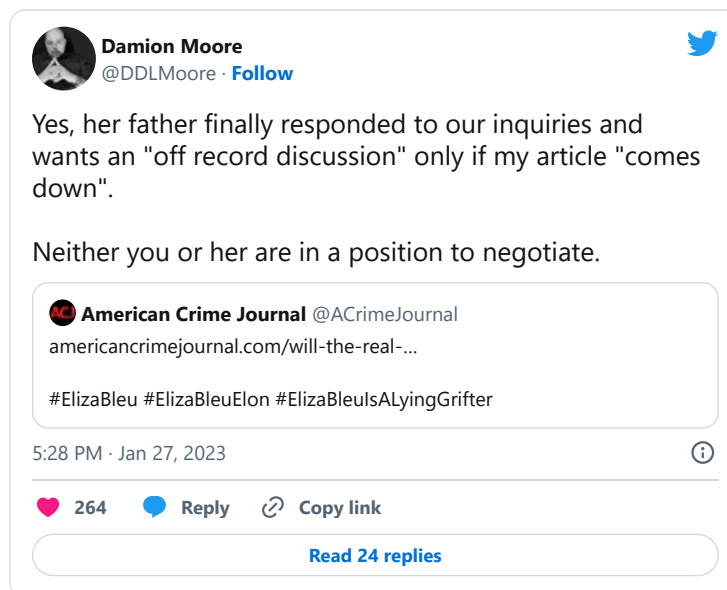 Damion Moore
@DDLMoore · Follow
Yes, her father finally responded to our inquiries and
wants an "off record discussion" only if my article "comes
down".
Neither you or her are in a position to negotiate.
ACJ American Crime Journal @ACrimeJournal
americancrimejournal.com/will-the-real-...
#ElizaBleu #ElizaBleuElon #ElizaBleuIsALyingGrifter
5:28 PM · Jan 27, 2023
264 Reply Copy link
Read 24 replies